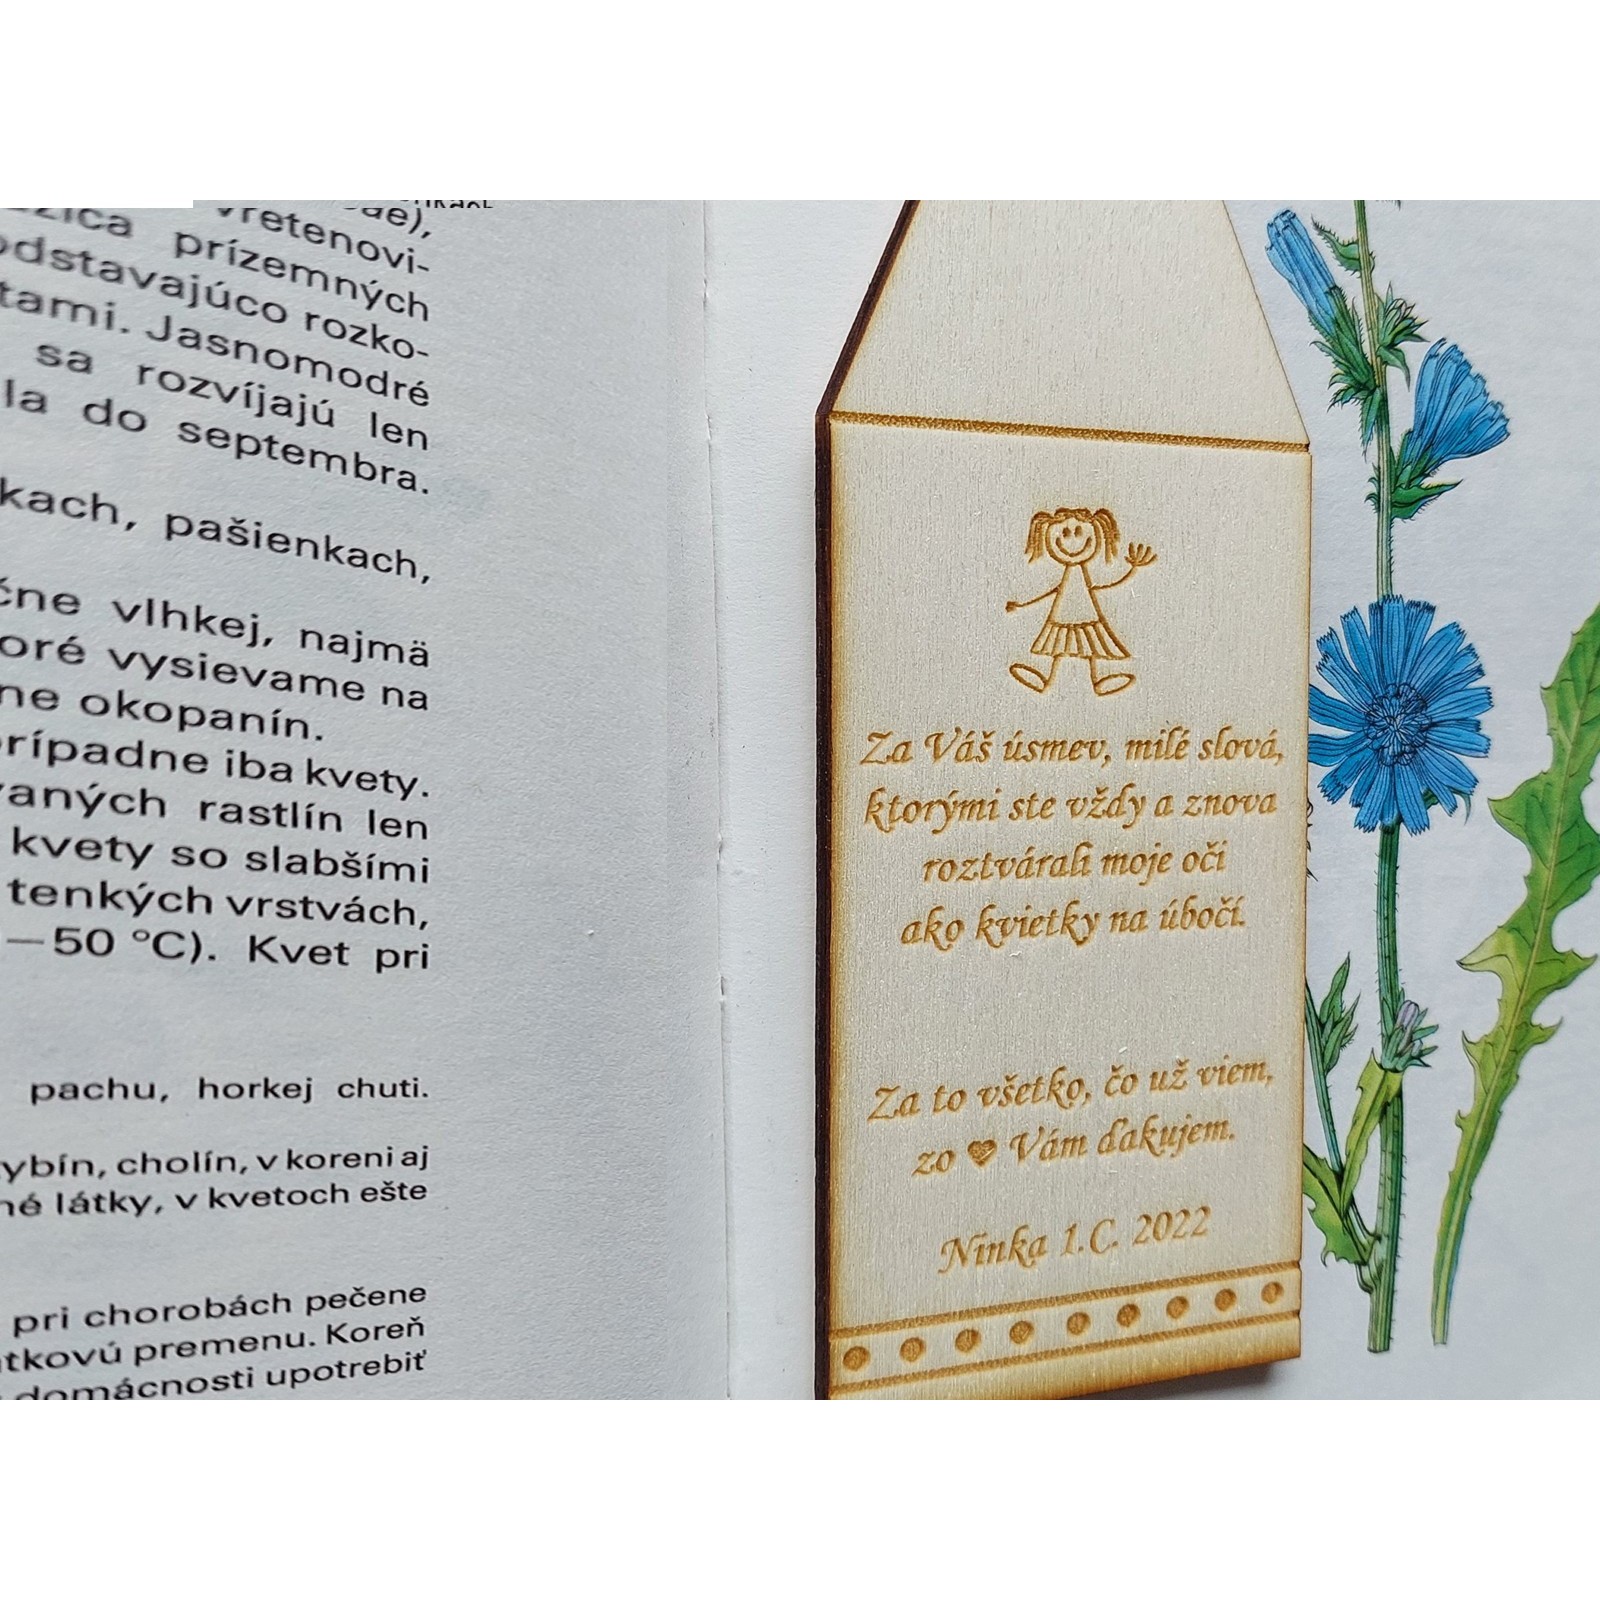 vretenovi-
prízemných
odstavajúco rozko-
tami. Jasnomodré
sa rozvíjajú len
la do septembra.
kach, pašienkach,
čne vlhkej, najmä
oré vysievame na
ne okopanín.
prípadne iba kvety.
vaných rastlín len
kvety so slabšími
tenkých vrstvách,
—50 °C). Kvet pri
pachu, horkej chuti.
ybín, cholín, v koreni aj
né látky, v kvetoch ešte
pri chorobách pečene
átkovú premenu. Koreň
domácnosti upotrebiť
Za Váš úsmev, milé slová,
ktorými ste vždy a znova
roztvárali moje oči
ako kvietky na úbočí.
Za to všetko, čo už viem,
zo ♥ Vám ďakujem.
Ninka 1.C. 2022